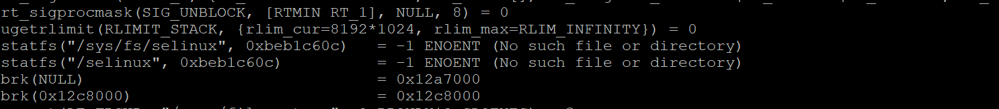 rt_sigprocmask(SIG_UNBLOCK, [RTMIN RT_1], NULL, 8) = 0
ugetrlimit(RLIMIT_STACK, {rlim_cur=8192*1024, rlim_max=RLIM_INFINITY}) = 0
statfs("/sys/fs/selinux", 0xbeb1c60c)   = -1 ENOENT (No such file or directory)
statfs("/selinux", 0xbeb1c60c)          = -1 ENOENT (No such file or directory)
brk(NULL)                               = 0x12a7000
brk(0x12c8000)                          = 0x12c8000